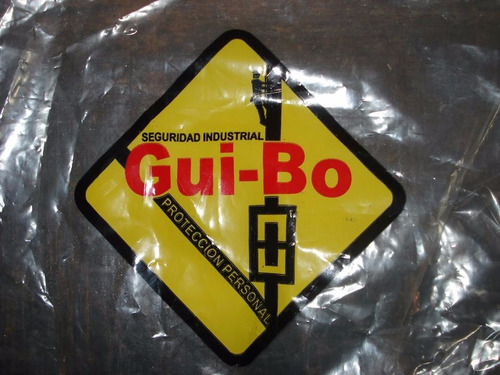 SEGURIDAD INDUSTRIAL
Gui-Bo
PROTECCION PERSONAL